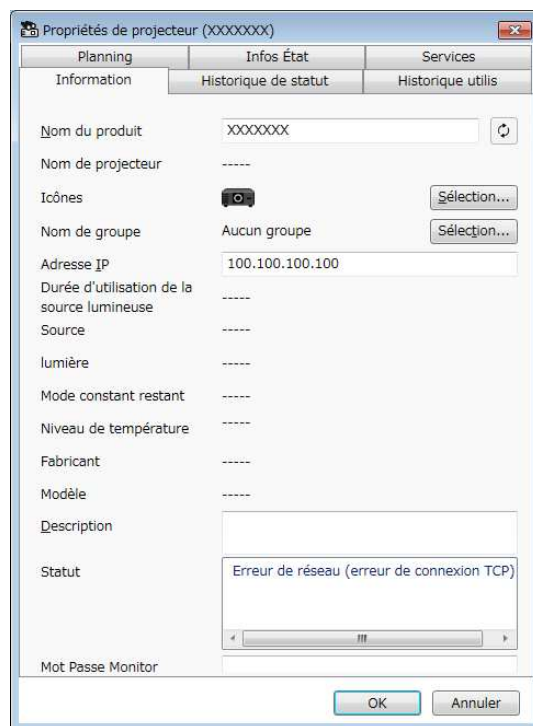 Propriétés de projecteur (XXXXXXX)
Planning Infos État Services
Information Historique de statut Historique utilis
Nom du produit XXXXXXX
Nom de projecteur -----
Icônes Sélection...
Nom de groupe Aucun groupe Sélection...
Adresse IP 100.100.100.100
Durée d'utilisation de la
source lumineuse -----
Source -----
lumière -----
Mode constant restant -----
Niveau de température -----
Fabricant -----
Modèle -----
Description
Statut Erreur de réseau (erreur de connexion TCP)
Mot Passe Monitor
OK Annuler